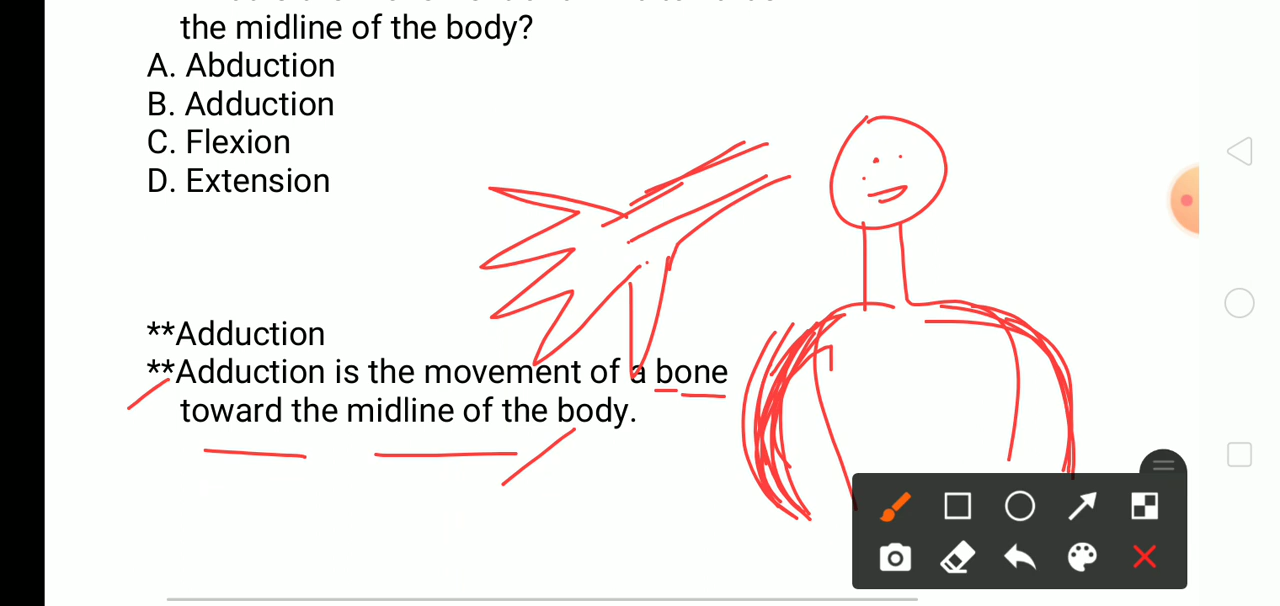 the midline of the body?
A. Abduction
B. Adduction
C. Flexion
D. Extension
**Adduction
**Adduction is the movement of a bone
toward the midline of the body.